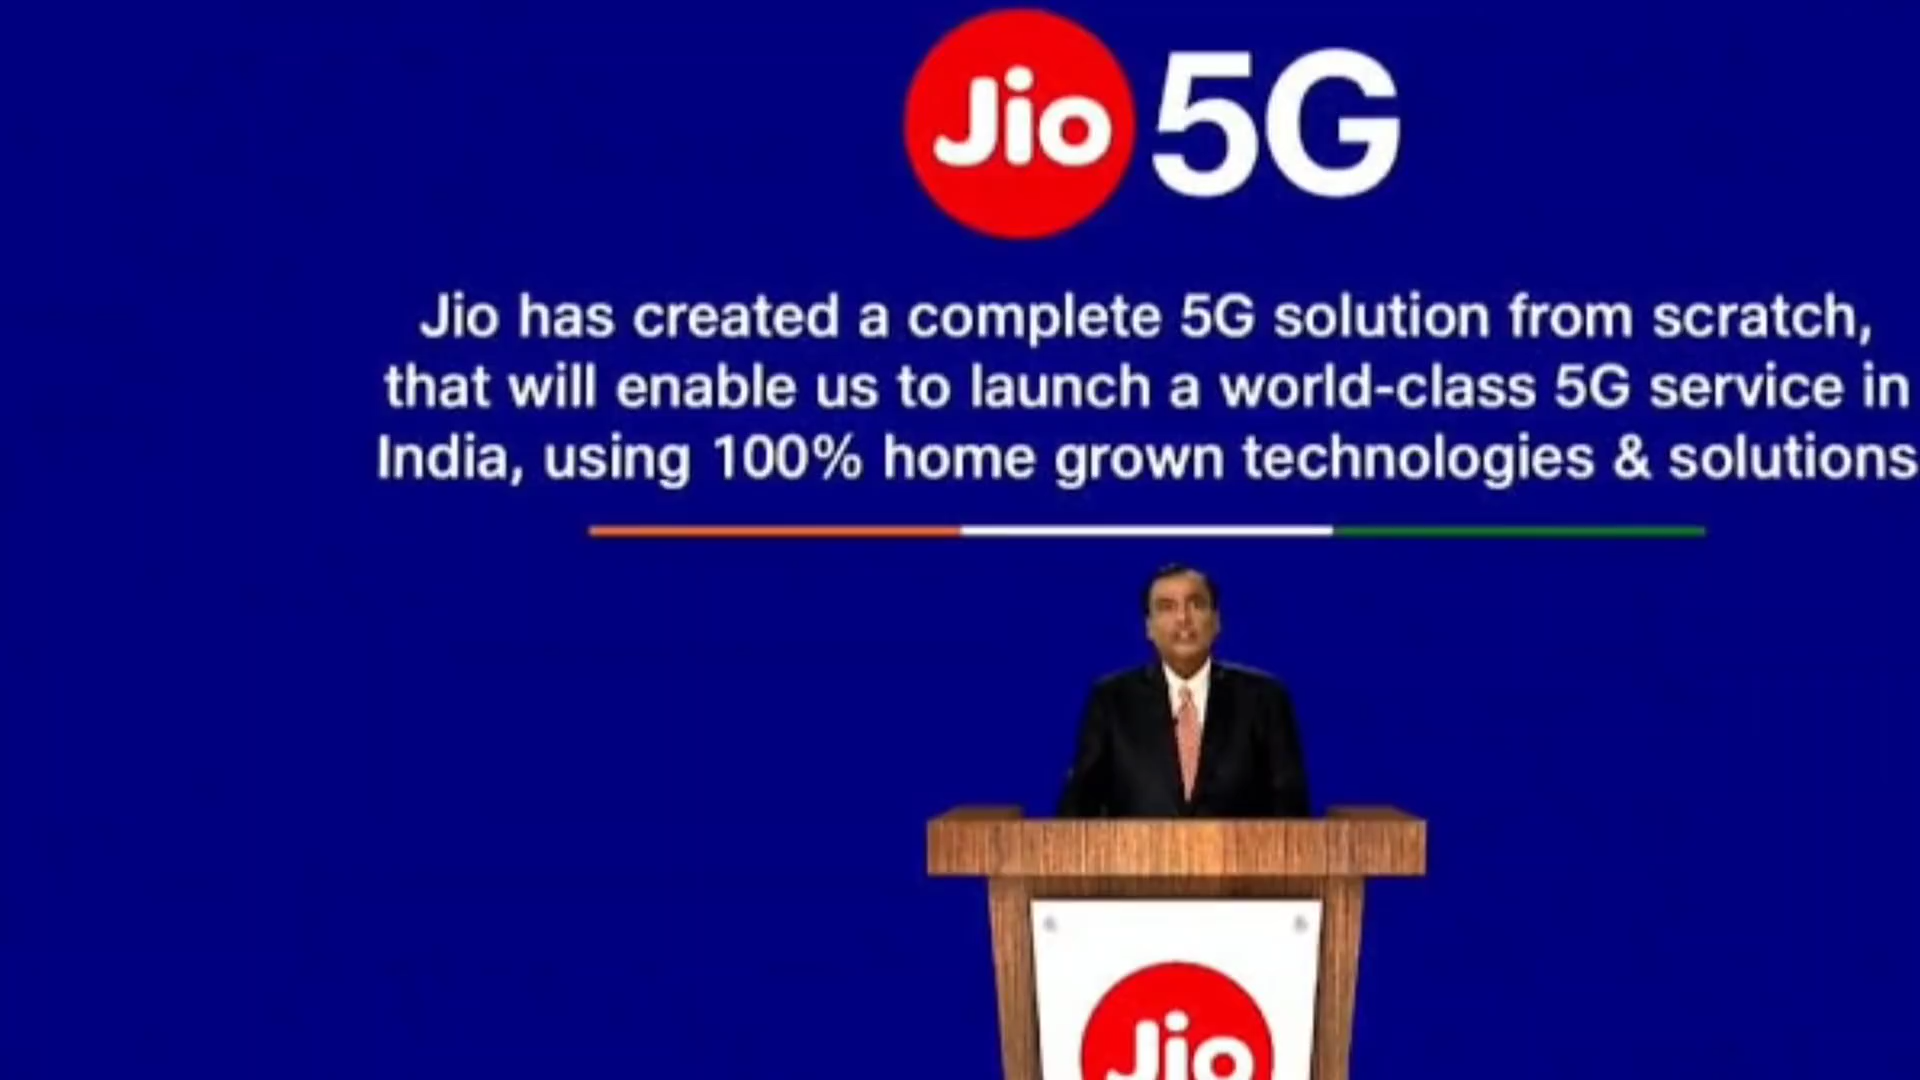 Jio 5G
Jio has created a complete 5G solution from scratch,
that will enable us to launch a world-class 5G service in
India, using 100% home grown technologies & solutions
Jio